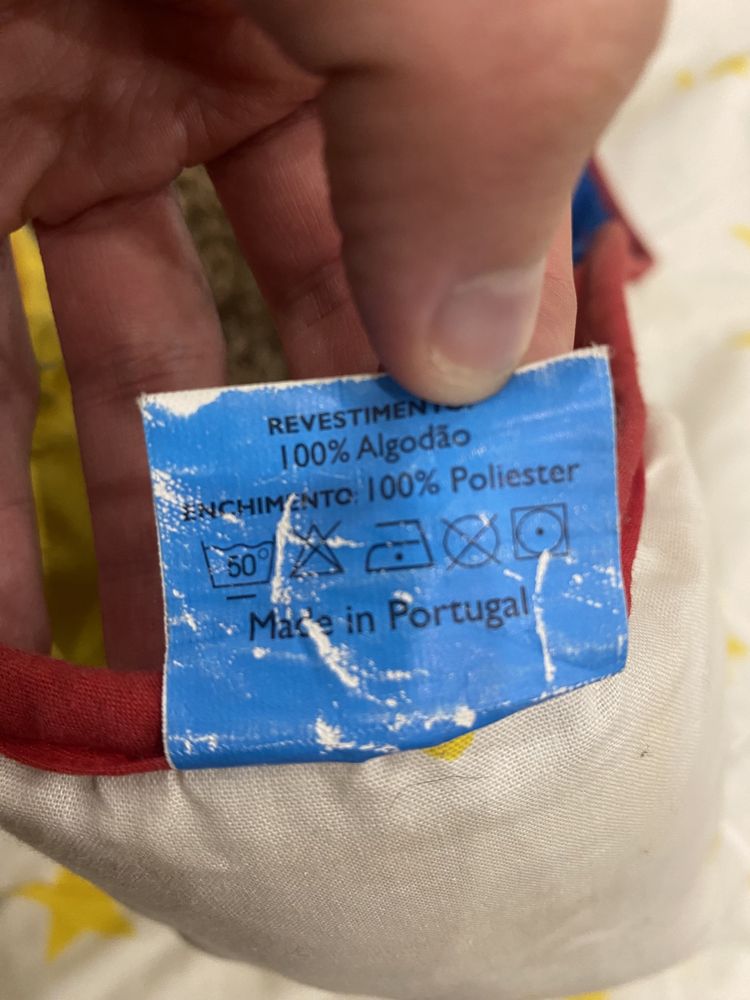 REVESTIMENTO:
100% Algodão
ENCHIMENTO: 100% Poliester
50°
Made in Portugal